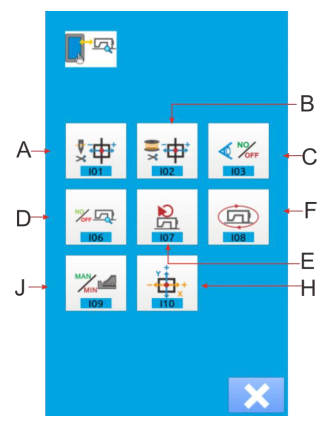 B
A
C
NO
OFF
I01
I02
I03
D
F
NO
OFF
I06
I07
I08
E
J
H
MAN
MIN
Y
X
I09
I10